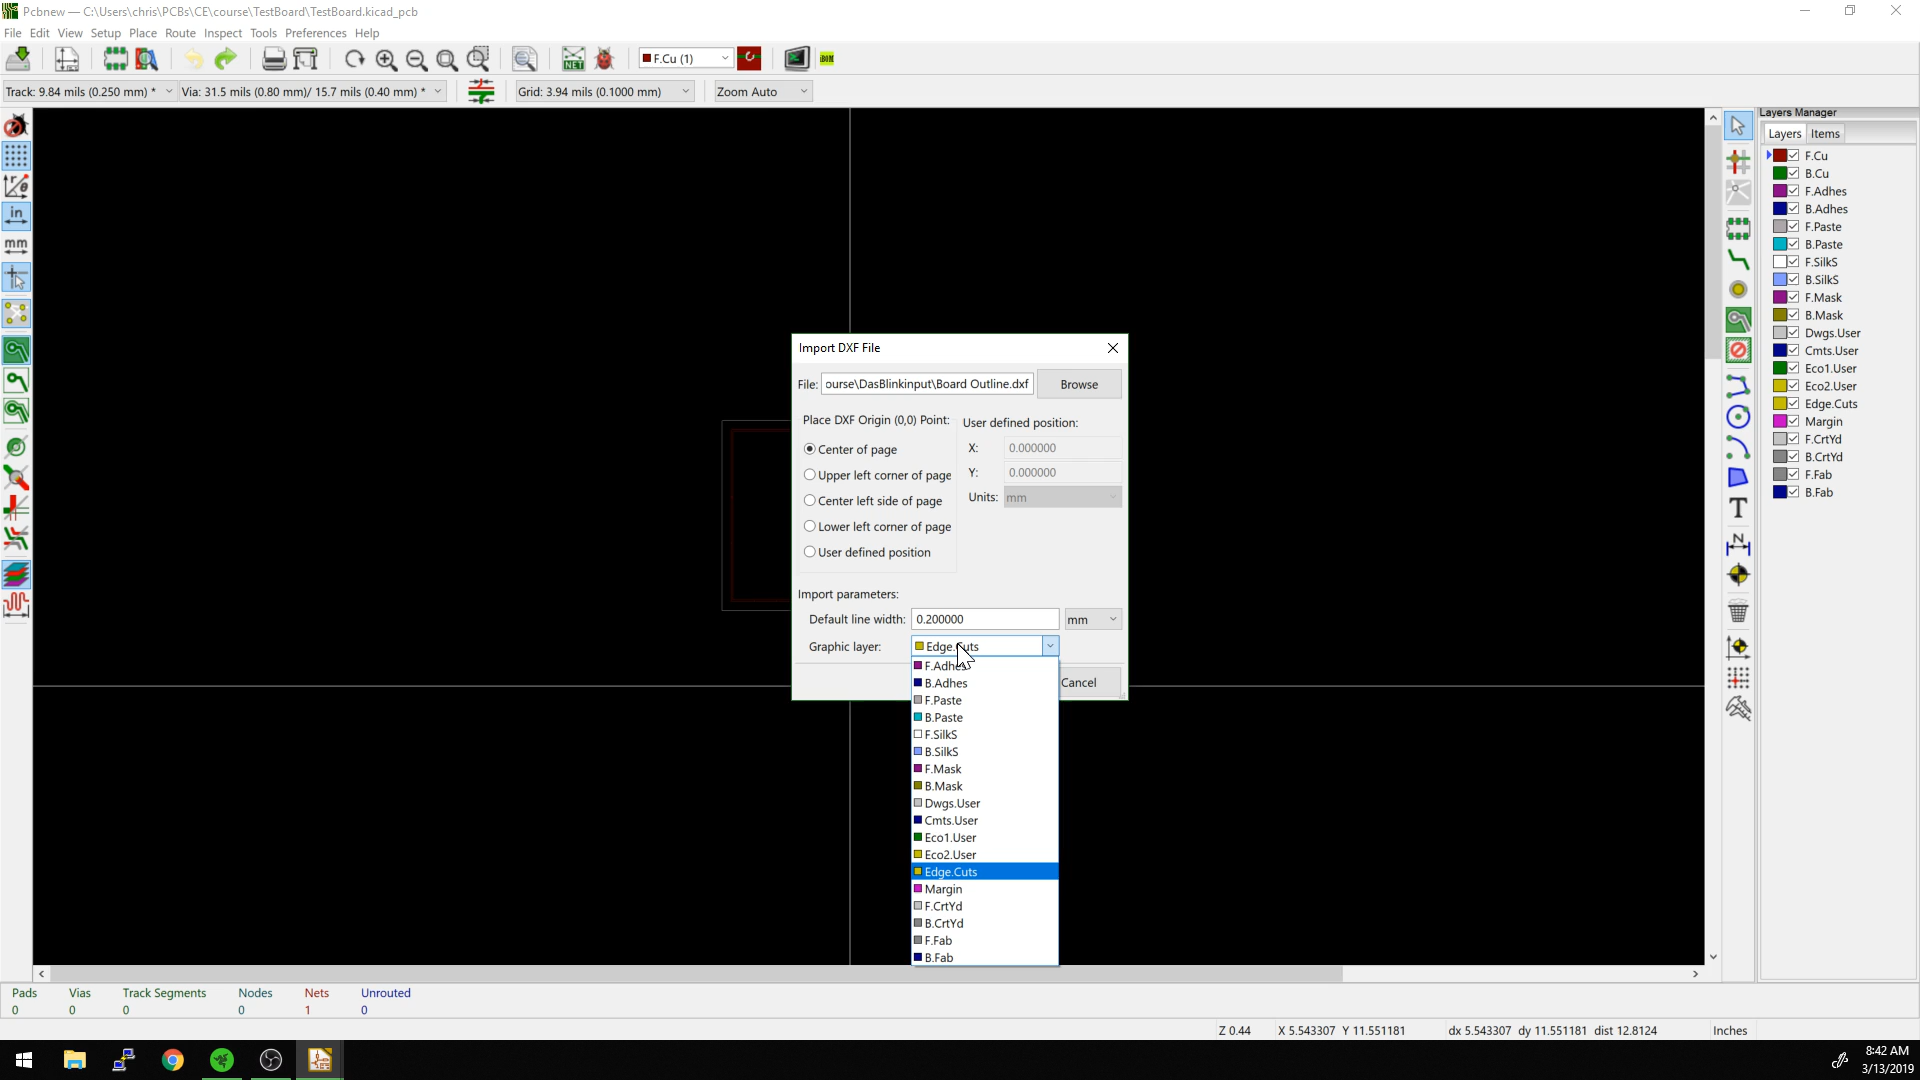 Pcbnew — C:\Users\chris\PCBs\CE\course\TestBoard\TestBoard.kicad_pcb
File Edit View Setup Place Route Inspect Tools Preferences Help
NET
F.Cu (1)
iBOM
Track: 9.84 mils (0.250 mm) *
Via: 31.5 mils (0.80 mm)/ 15.7 mils (0.40 mm) *
Grid: 3.94 mils (0.1000 mm)
Zoom Auto
in
mm
Import DXF File
File: ourse\DasBlinkinput\Board Outline.dxf Browse
Place DXF Origin (0,0) Point:
Center of page
Upper left corner of page
Center left side of page
Lower left corner of page
User defined position
User defined position:
X: 0.000000
Y: 0.000000
Units: mm
Import parameters:
Default line width: 0.200000 mm
Graphic layer: Edge.Cuts
Cancel
F.Adhes
B.Adhes
F.Paste
B.Paste
F.SilkS
B.SilkS
F.Mask
B.Mask
Dwgs.User
Cmts.User
Eco1.User
Eco2.User
Edge.Cuts
Margin
F.CrtYd
B.CrtYd
F.Fab
B.Fab
T
N
Layers Manager
Layers Items
F.Cu
B.Cu
F.Adhes
B.Adhes
F.Paste
B.Paste
F.SilkS
B.SilkS
F.Mask
B.Mask
Dwgs.User
Cmts.User
Eco1.User
Eco2.User
Edge.Cuts
Margin
F.CrtYd
B.CrtYd
F.Fab
B.Fab
Pads Vias Track Segments Nodes Nets Unrouted
0 0 0 0 1 0
Z 0.44 X 5.543307 Y 11.551181 dx 5.543307 dy 11.551181 dist 12.8124 Inches
8:42 AM
3/13/2019